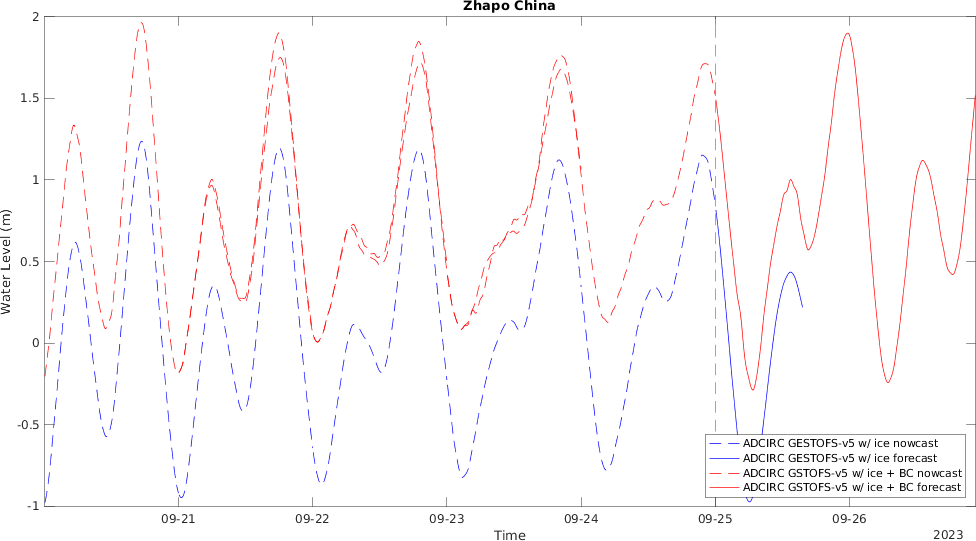 Zhapo China
Water Level (m)
2
1.5
1
0.5
0
-0.5
-1
09-21
09-22
09-23
09-24
09-25
09-26
Time
2023
ADCIRC GESTOFS-v5 w/ ice nowcast
ADCIRC GESTOFS-v5 w/ ice forecast
ADCIRC GSTOFS-v5 w/ ice + BC nowcast
ADCIRC GSTOFS-v5 w/ ice + BC forecast